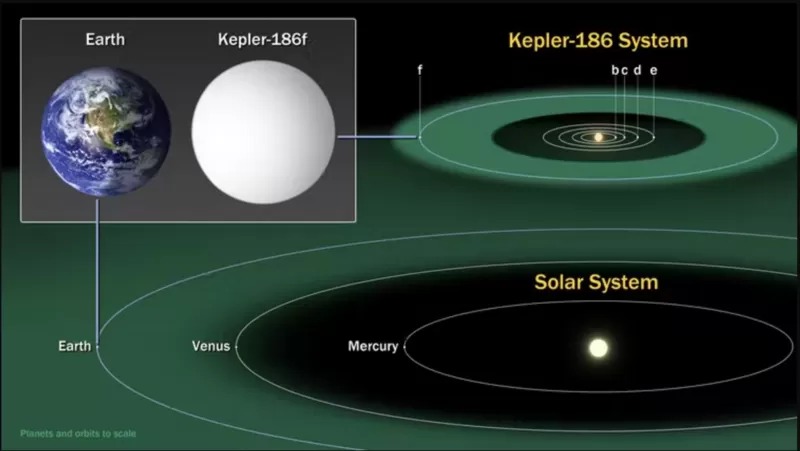 Earth
Kepler-186f
Kepler-186 System
f
b c d e
Solar System
Earth
Venus
Mercury
Planets and orbits to scale